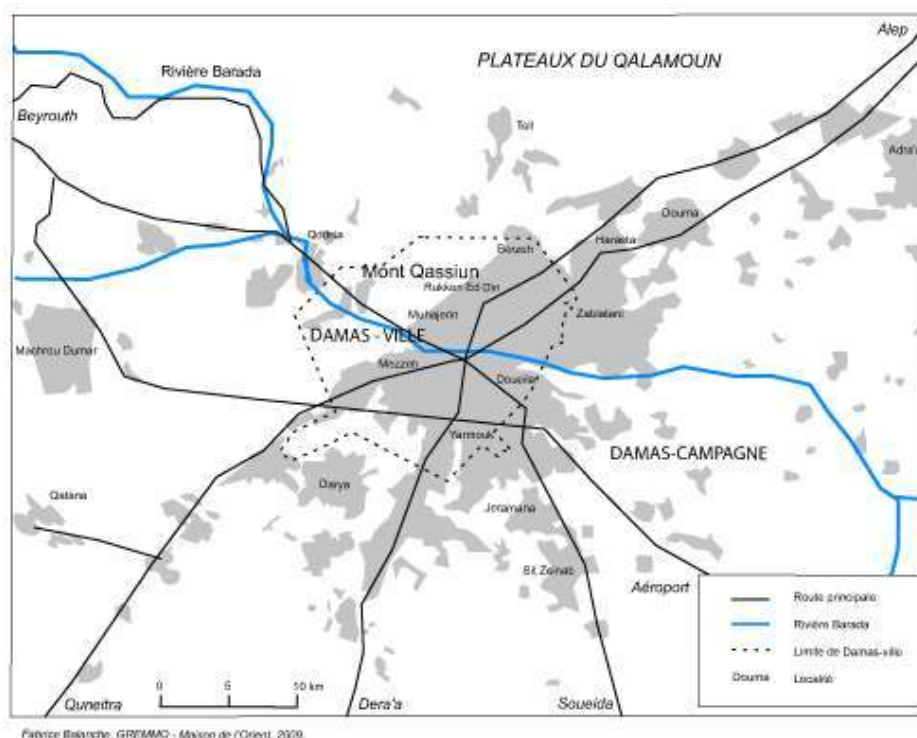 Alep
PLATEAUX DU QALAMOUN
Rivière Barada
Beyrouth
Tell
Adra'a
Douma
Harasta
Berzeh
Qodsia
Mont Qassiun
Rukken Ed-Din
Muhajerin
Zablatani
DAMAS - VILLE
Machrou Dumar
Mezzeh
Doueila
Yarmouk
DAMAS-CAMPAGNE
Darya
Qatana
Jeramana
Sit Zeinab
Aéroport
Route principale
Rivière Barada
Limite de Damas-ville
Douma Localité
0 5 50 km
Quneitra
Dera'a
Soueida
Fabrice Balanche, GREMMO - Maison de l'Orient, 2009.